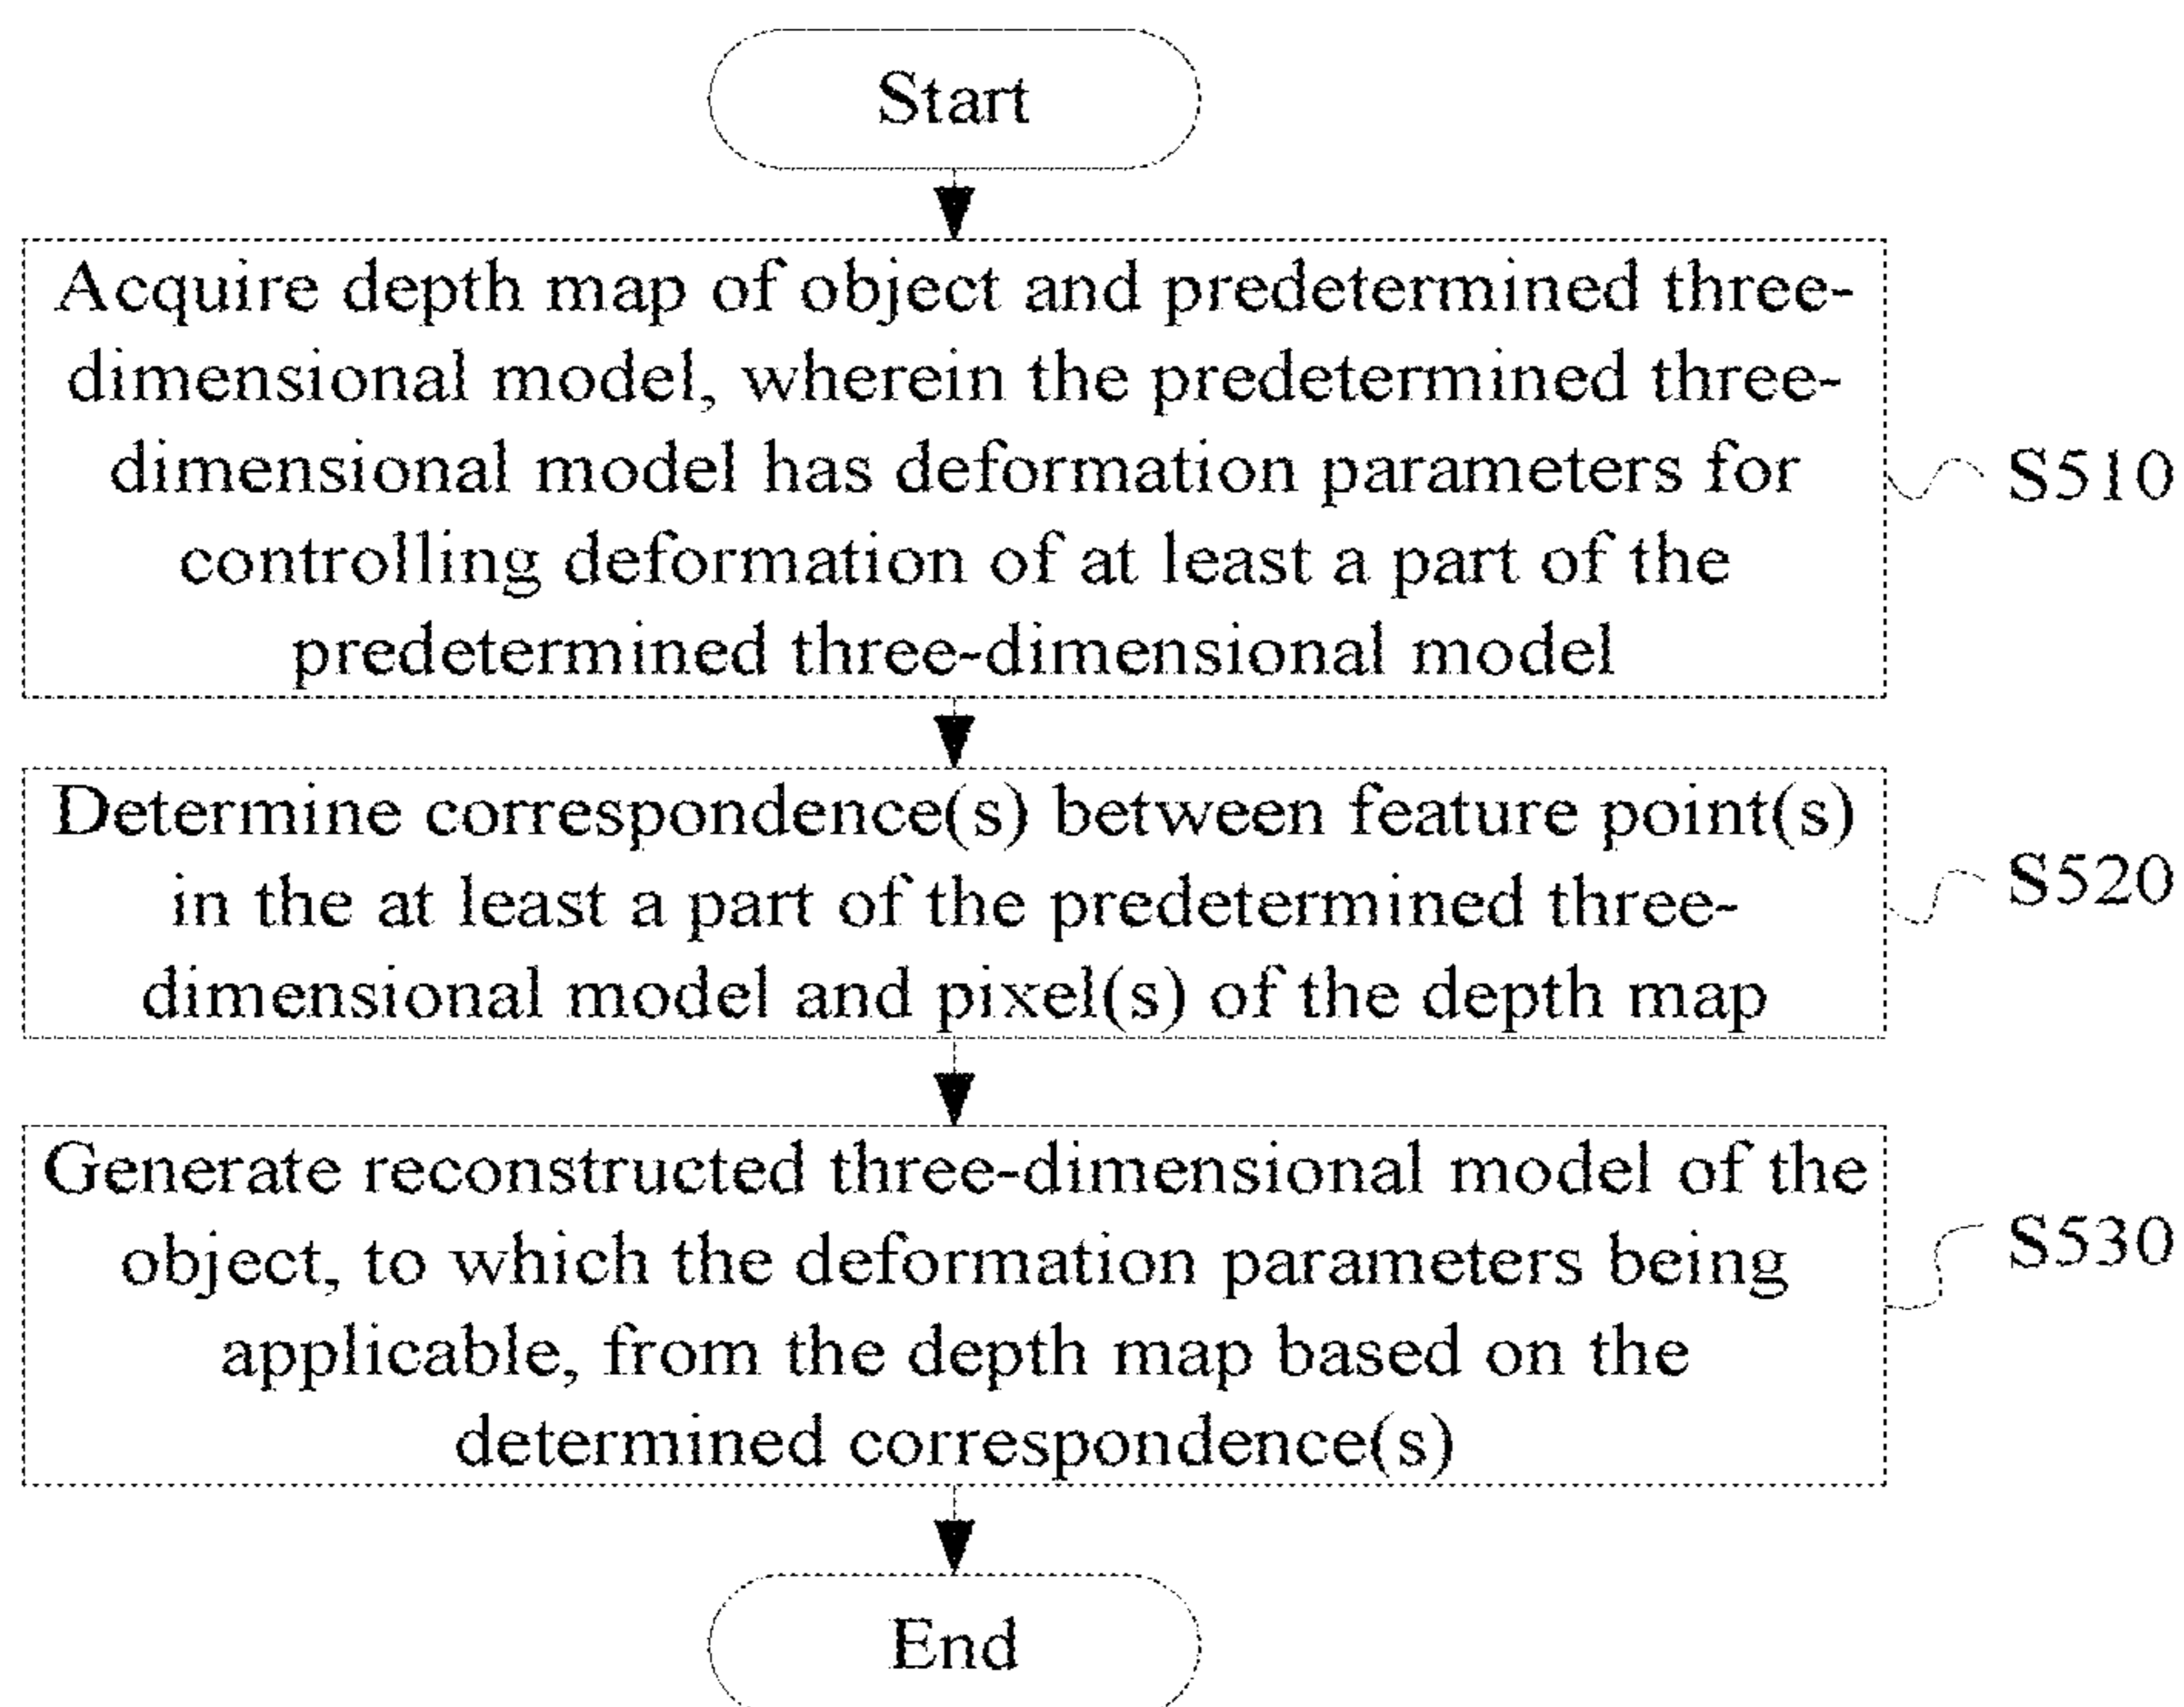 Start
Acquire depth map of object and predetermined three-
dimensional model, wherein the predetermined three-
dimensional model has deformation parameters for
controlling deformation of at least a part of the
predetermined three-dimensional model
S510
Determine correspondence(s) between feature point(s)
in the at least a part of the predetermined three-
dimensional model and pixel(s) of the depth map
S520
Generate reconstructed three-dimensional model of the
object, to which the deformation parameters being
applicable, from the depth map based on the
determined correspondence(s)
S530
End